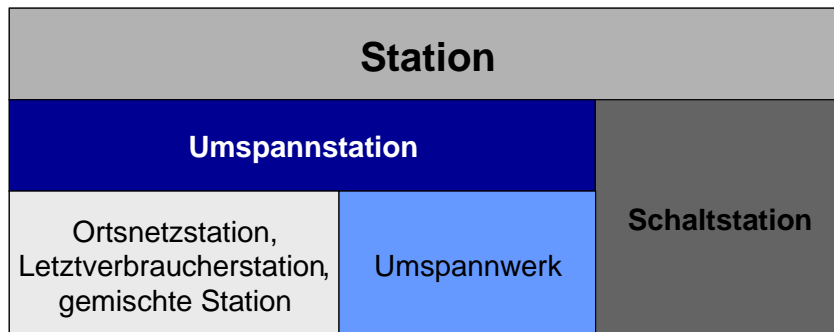 Station
Umspannstation
Schaltstation
Ortsnetzstation,
Letztverbraucherstation,
gemischte Station
Umspannwerk